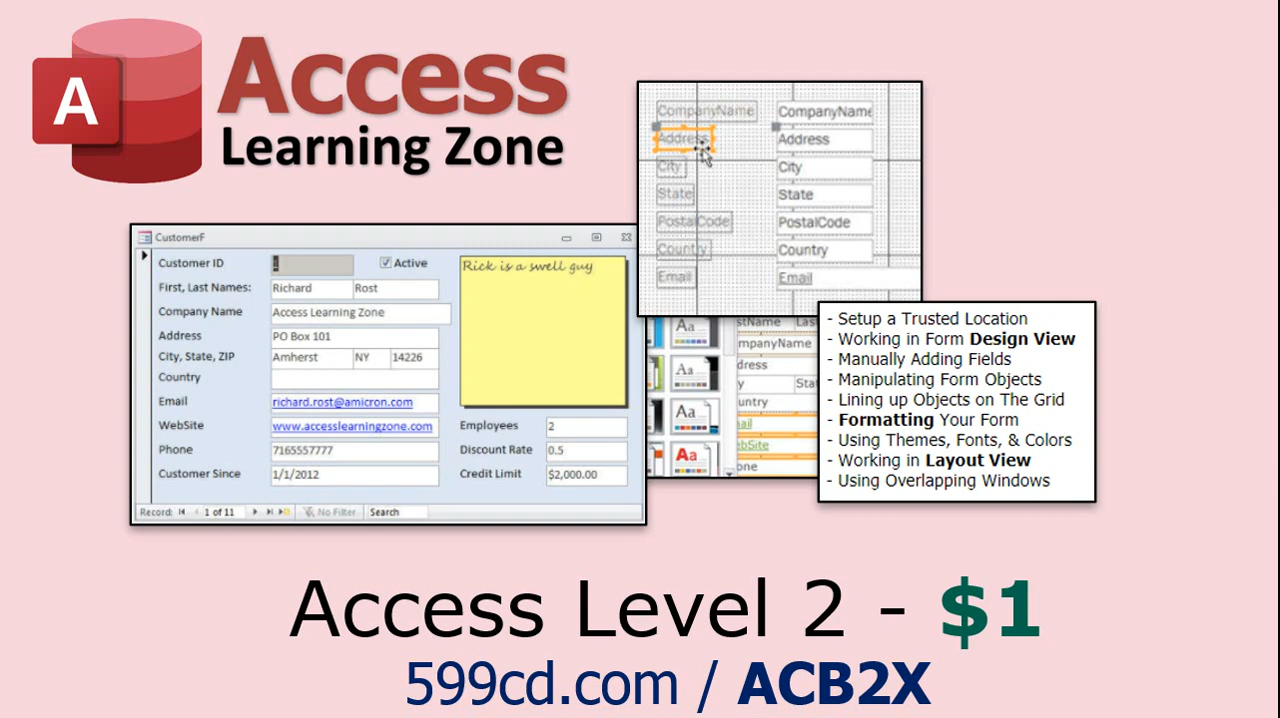 A
Access
Learning Zone
CompanyName CompanyName
Address Address
City City
State State
PostalCode PostalCode
Country Country
Email Email
CustomerF
Customer ID
Active
First, Last Names: Richard Rost
Company Name Access Learning Zone
Address PO Box 101
City, State, ZIP Amherst NY 14226
Country
Email richard.rost@amicron.com
WebSite www.accesslearningzone.com
Phone 7165557777
Customer Since 1/1/2012
Rick is a swell guy
Employees 2
Discount Rate 0.5
Credit Limit $2,000.00
Record: 1 of 11 No Filter Search
Aa
Aa
Aa
Aa
- Setup a Trusted Location
- Working in Form Design View
- Manually Adding Fields
- Manipulating Form Objects
- Lining up Objects on The Grid
- Formatting Your Form
- Using Themes, Fonts, & Colors
- Working in Layout View
- Using Overlapping Windows
Access Level 2 - $1
599cd.com / ACB2X